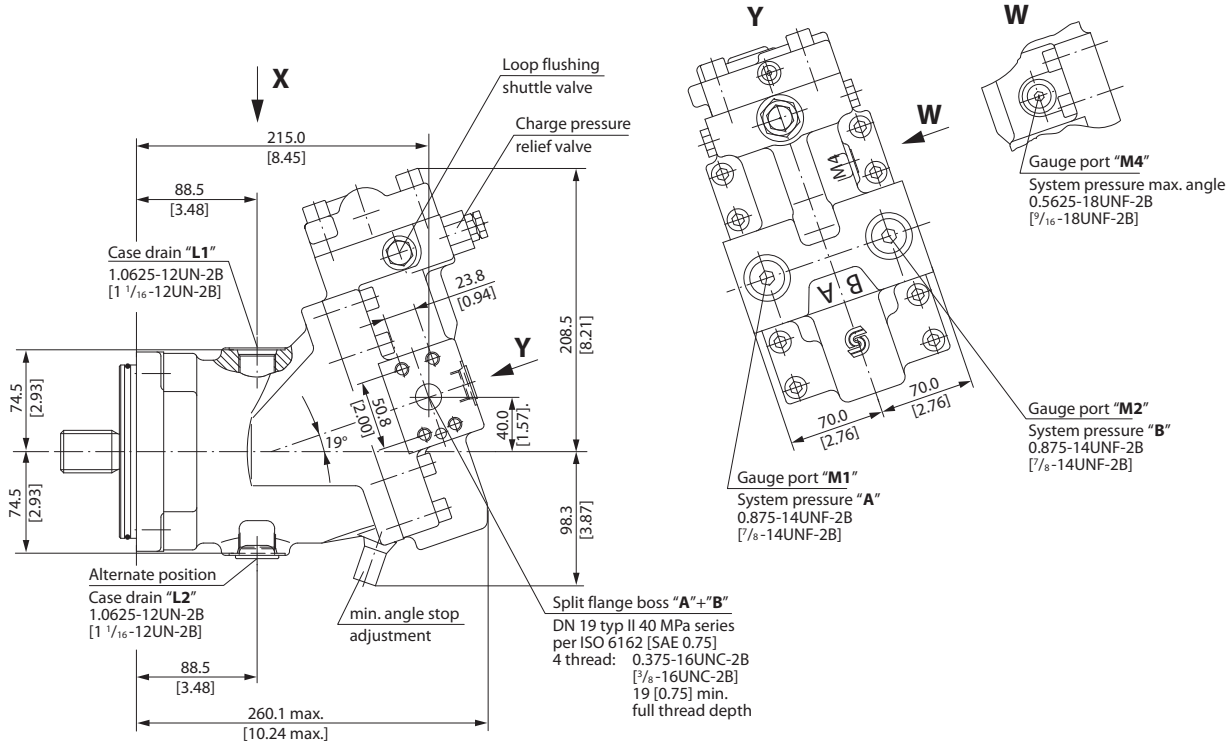 X
215.0
[8.45]
88.5
[3.48]
Case drain "L1"
1.0625-12UN-2B
[1 1/16-12UN-2B]
Loop flushing
shuttle valve
Charge pressure
relief valve
23.8
[0.94]
208.5
[8.21]
Y
74.5
[2.93]
50.8
[2.00]
19°
40.0
[1.57].
74.5
[2.93]
98.3
[3.87]
Alternate position
Case drain "L2"
1.0625-12UN-2B
[1 1/16-12UN-2B]
min. angle stop
adjustment
Split flange boss "A"+"B"
DN 19 typ II 40 MPa series
per ISO 6162 [SAE 0.75]
4 thread: 0.375-16UNC-2B
[3/8-16UNC-2B]
19 [0.75] min.
full thread depth
88.5
[3.48]
260.1 max.
[10.24 max.]
Y
W
M4
B A
70.0
[2.76]
70.0
[2.76]
Gauge port "M1"
System pressure "A"
0.875-14UNF-2B
[7/8-14UNF-2B]
Gauge port "M2"
System pressure "B"
0.875-14UNF-2B
[7/8-14UNF-2B]
W
Gauge port "M4"
System pressure max. angle
0.5625-18UNF-2B
[9/16-18UNF-2B]